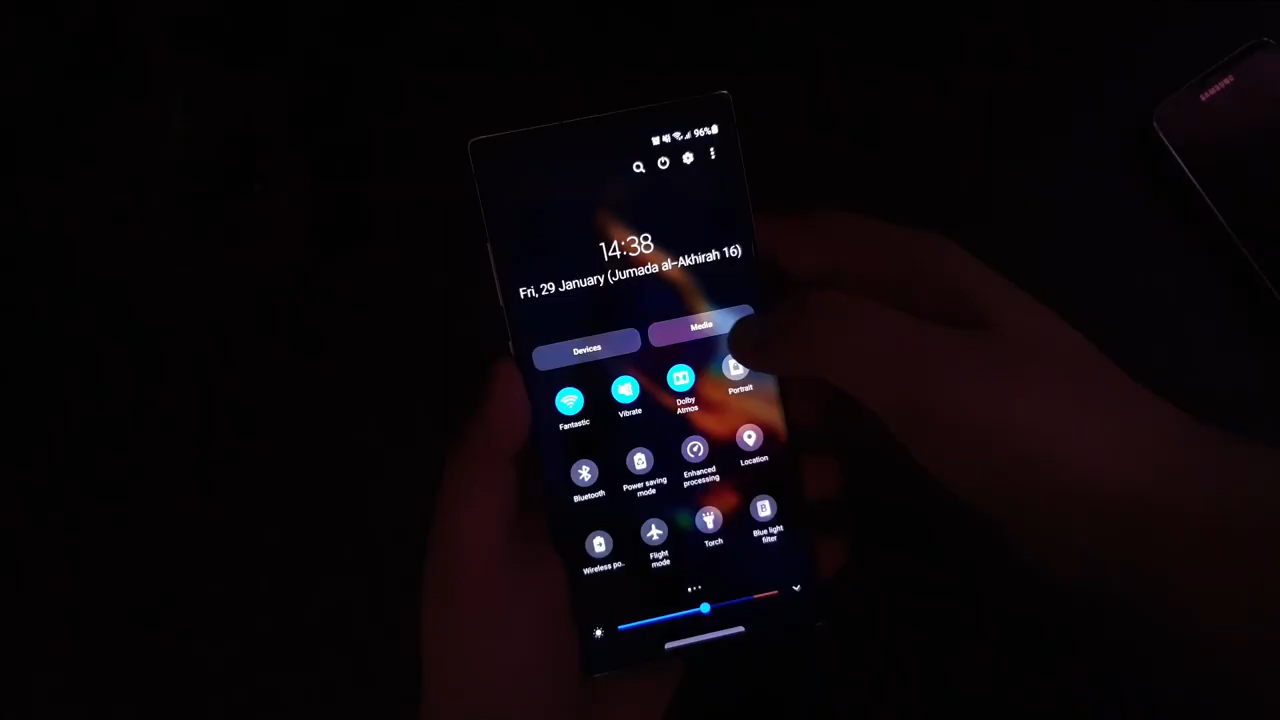 SAMSUNG
96%
14:38
Fri, 29 January (Jumada al-Akhirah 16)
Devices
Media
Fantastic
Vibrate
Dolby
Atmos
Portrait
Bluetooth
Power saving
mode
Enhanced
processing
Location
Wireless po..
Flight
mode
Torch
Blue light
filter
B